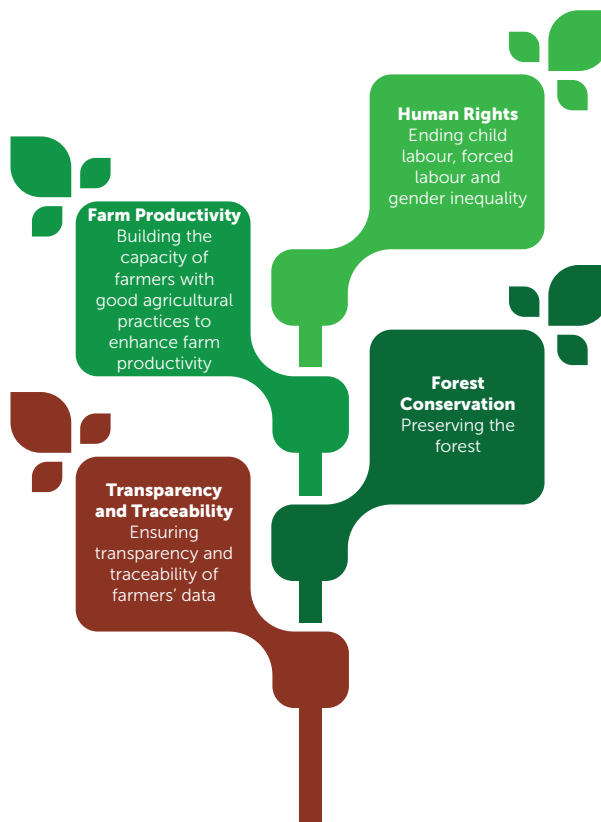 Human Rights
Ending child
labour, forced
labour and
gender inequality
Farm Productivity
Building the
capacity of
farmers with
good agricultural
practices to
enhance farm
productivity
Forest
Conservation
Preserving the
forest
Transparency
and Traceability
Ensuring
transparency and
traceability of
farmers’ data